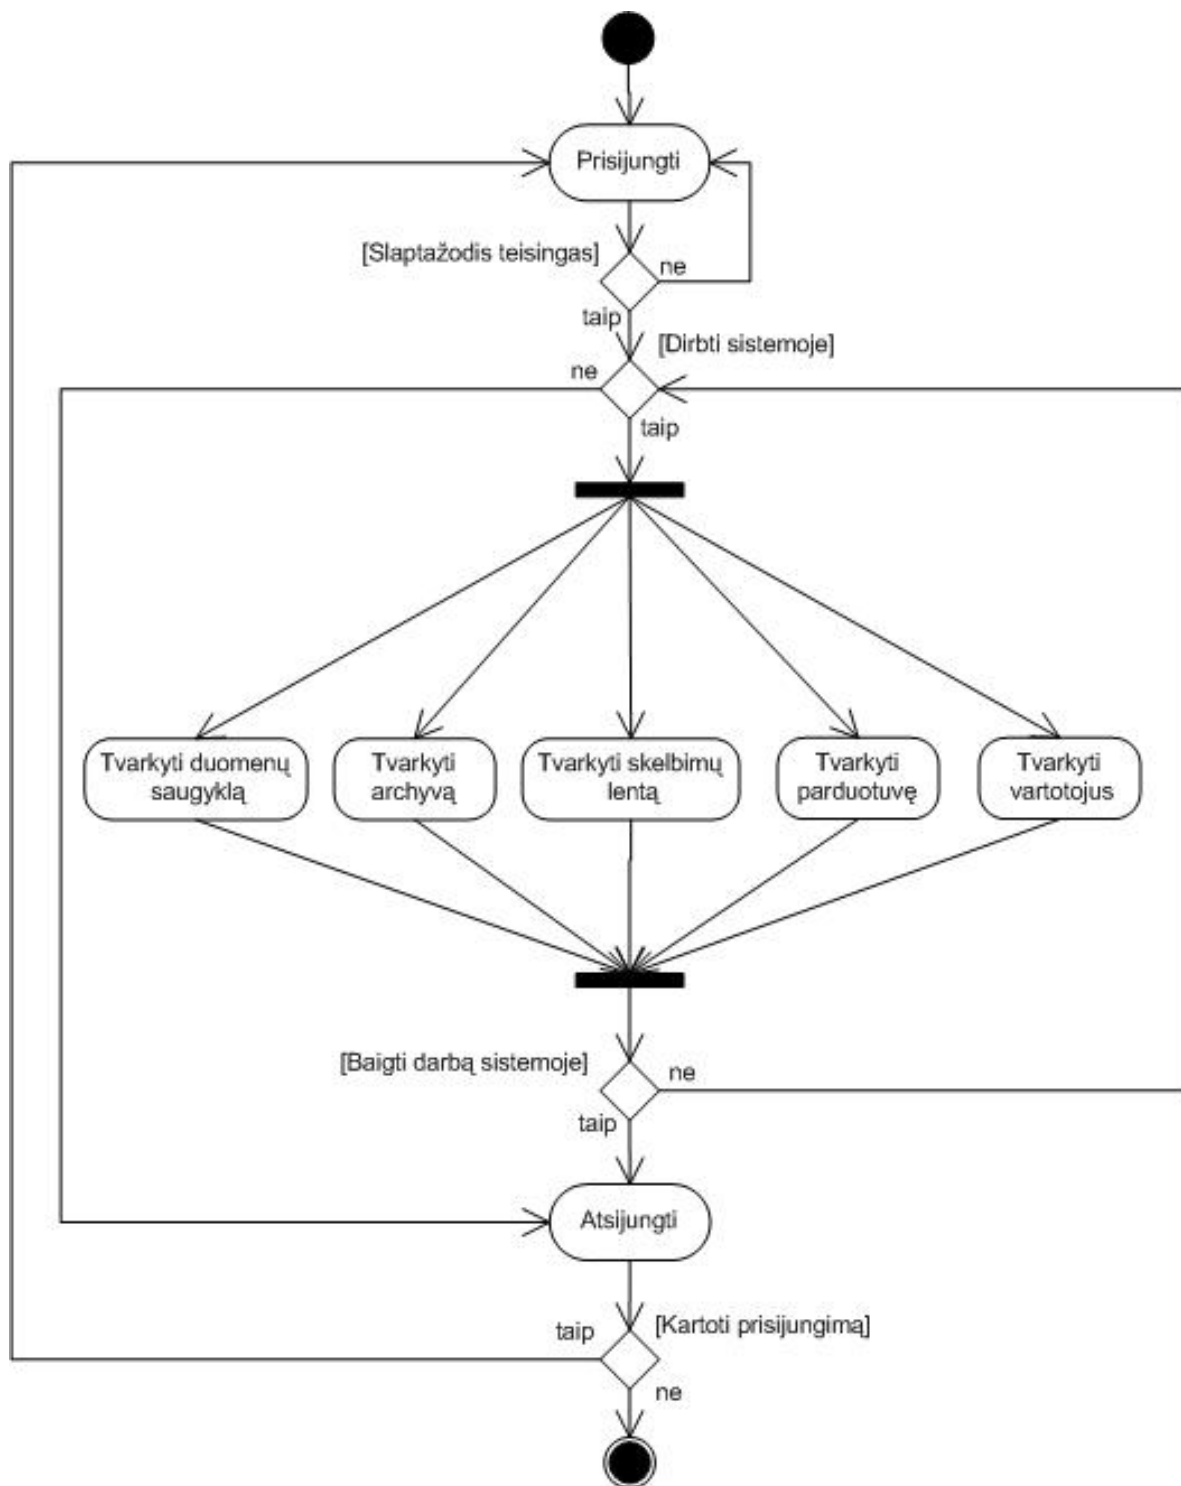 Prisijungti
[Slaptažodis teisingas]
ne
taip
[Dirbti sistemoje]
ne
taip
Tvarkyti duomenų
saugyklą
Tvarkyti
archyvą
Tvarkyti skelbimų
lentą
Tvarkyti
parduotuvę
Tvarkyti
vartotojus
[Baigti darbą sistemoje]
ne
taip
Atsijungti
taip
[Kartoti prisijungimą]
ne